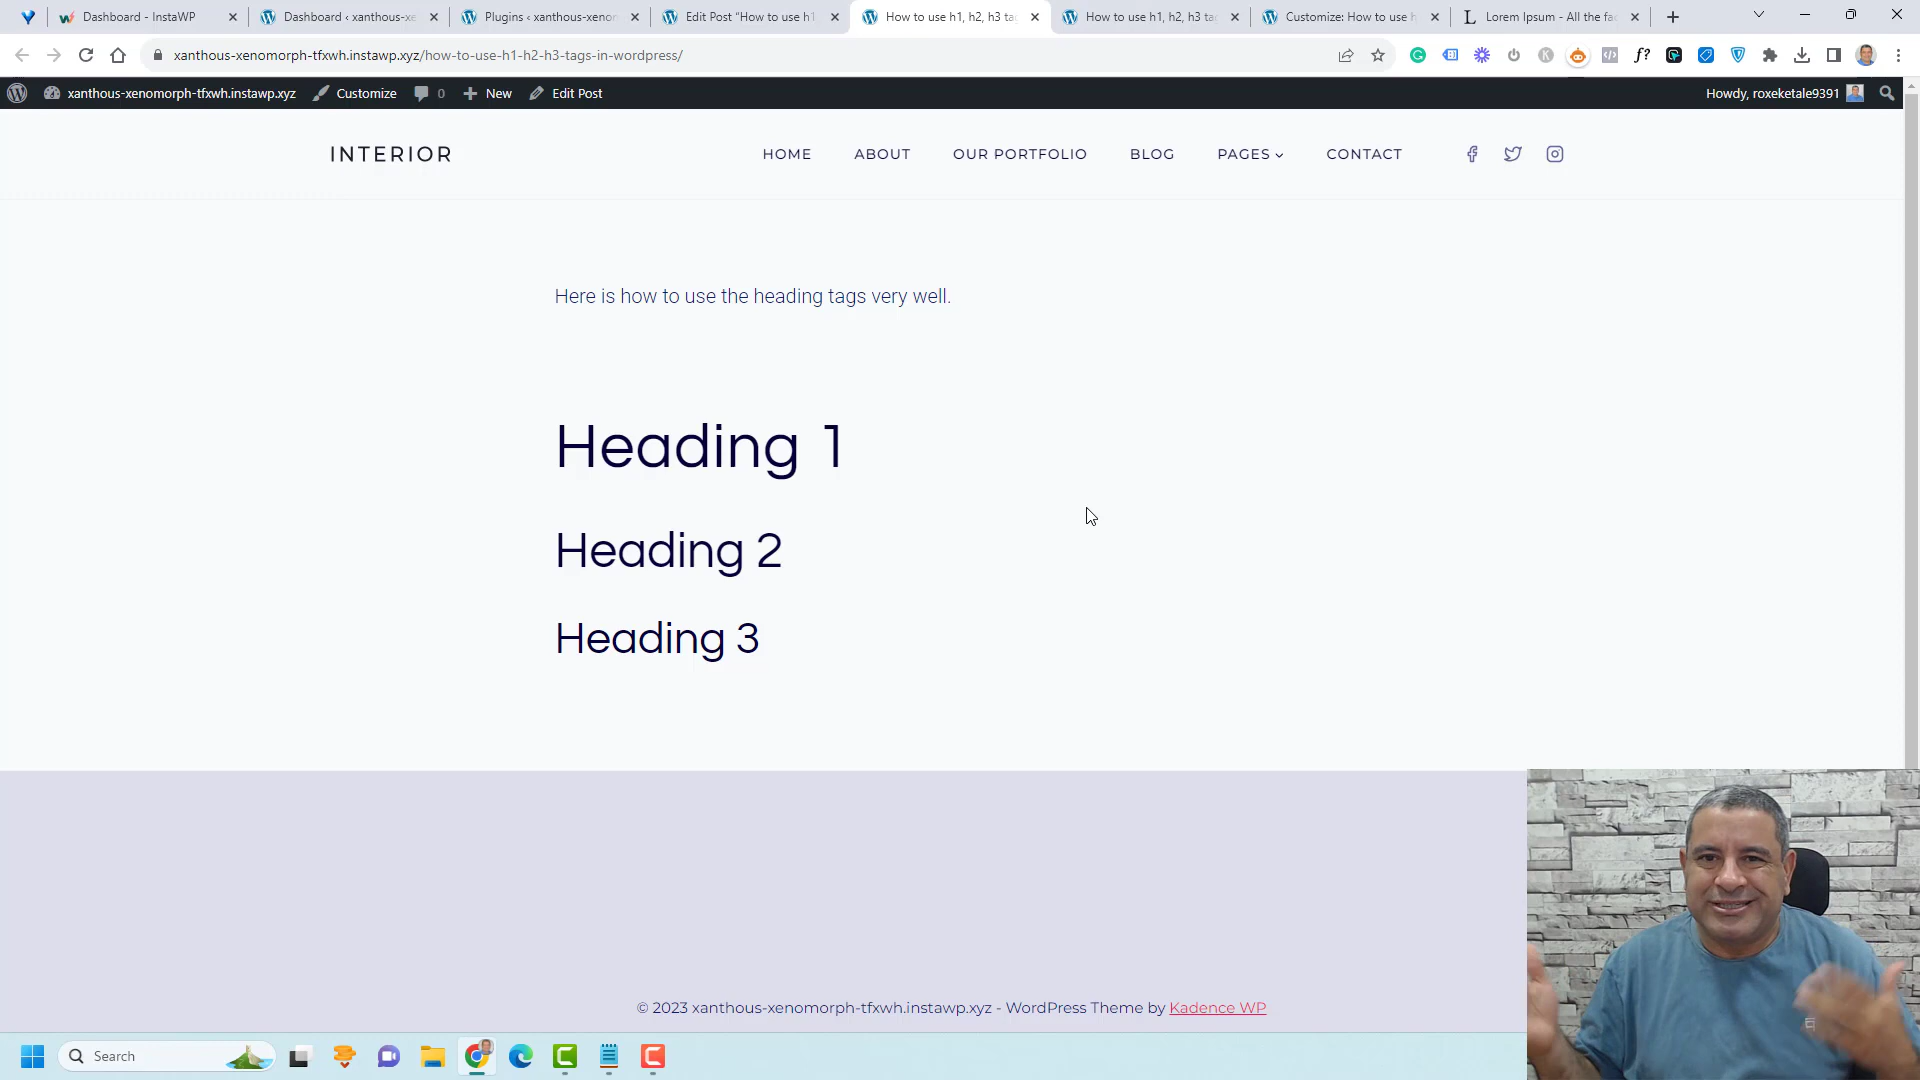 Dashboard - InstaWP
Dashboard ‹ xanthous-xe
Plugins ‹ xanthous-xenom
Edit Post “How to use h1
How to use h1, h2, h3 ta
How to use h1, h2, h3 ta
Customize: How to use h
Lorem Ipsum - All the fac
xanthous-xenomorph-tfxwh.instawp.xyz/how-to-use-h1-h2-h3-tags-in-wordpress/
xanthous-xenomorph-tfxwh.instawp.xyz
Customize
0
New
Edit Post
Howdy, roxeketale9391
INTERIOR
HOME
ABOUT
OUR PORTFOLIO
BLOG
PAGES
CONTACT
Here is how to use the heading tags very well.
Heading 1
Heading 2
Heading 3
© 2023 xanthous-xenomorph-tfxwh.instawp.xyz - WordPress Theme by Kadence WP
Search